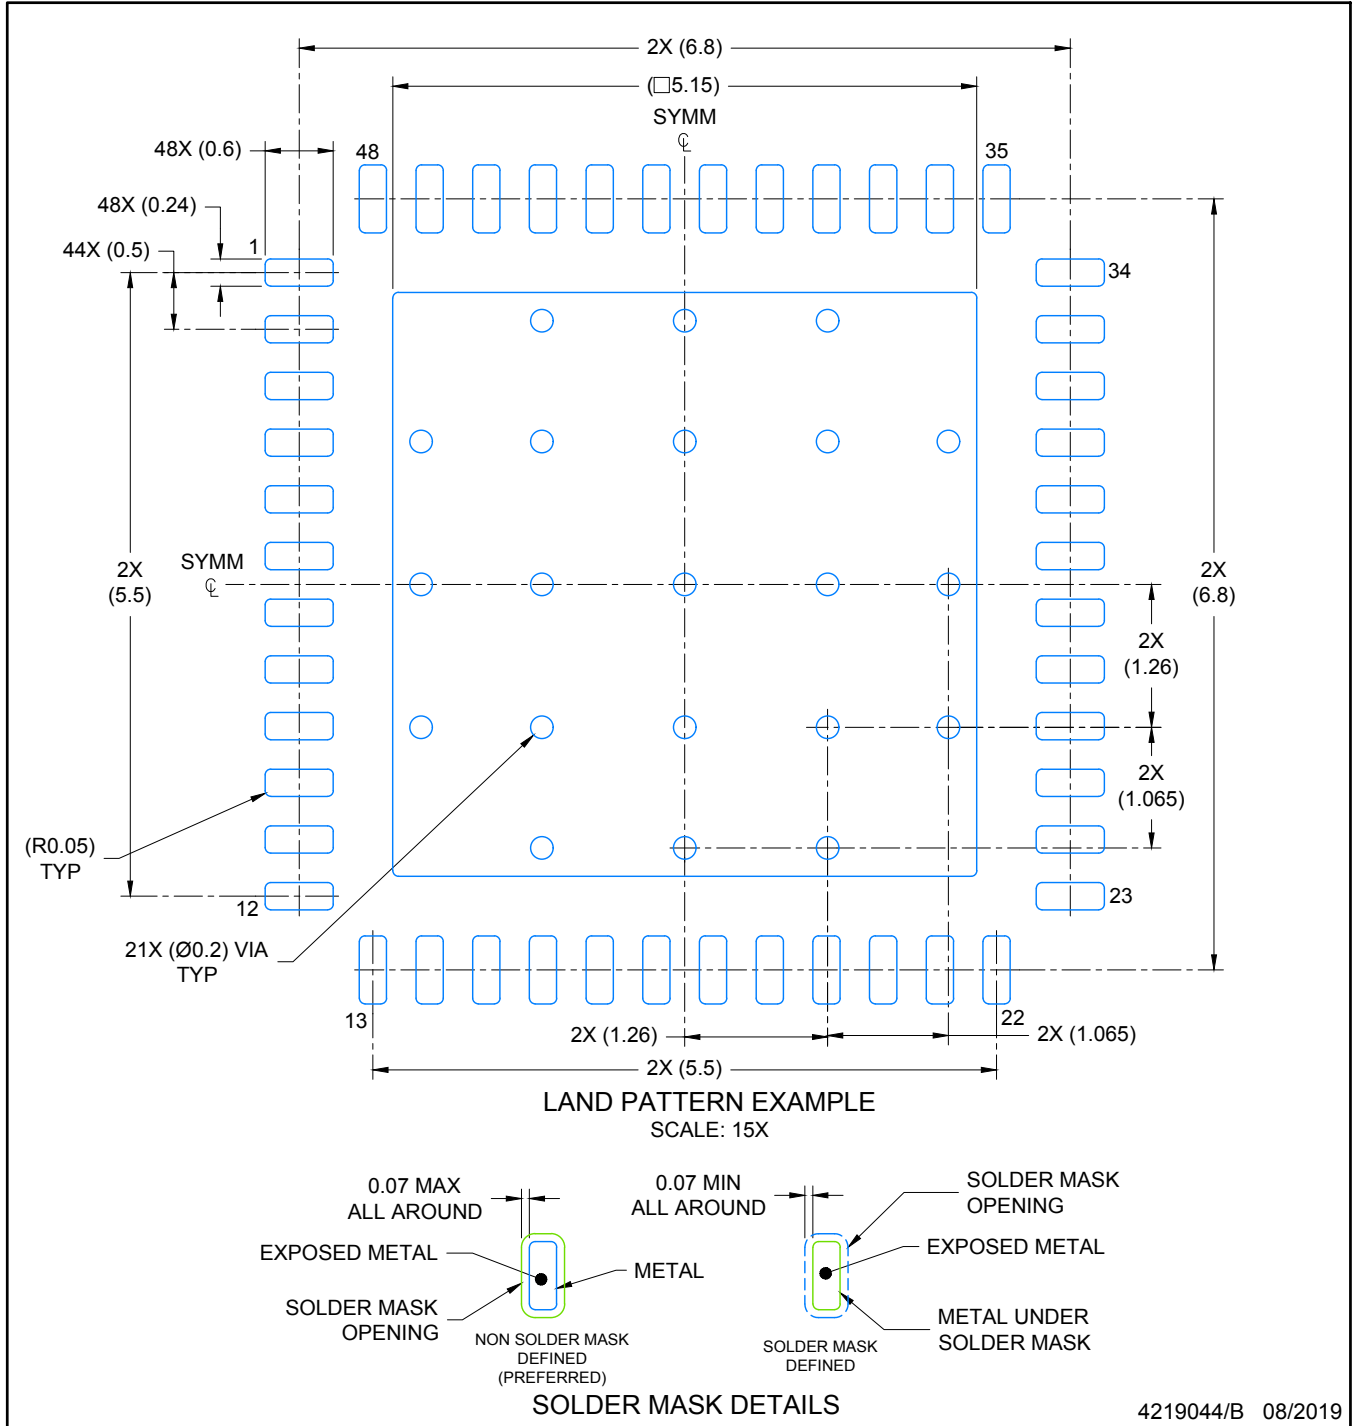 2X (6.8)
(□5.15)
SYMM
℄
48X (0.6)
48
35
48X (0.24)
44X (0.5)
1
34
SYMM
℄
2X
(5.5)
2X
(6.8)
2X
(1.26)
2X
(1.065)
(R0.05)
TYP
12
23
21X (Ø0.2) VIA
TYP
13
22
2X (1.26)
2X (1.065)
2X (5.5)
LAND PATTERN EXAMPLE
SCALE: 15X
0.07 MAX
ALL AROUND
0.07 MIN
ALL AROUND
SOLDER MASK
OPENING
EXPOSED METAL
METAL
EXPOSED METAL
SOLDER MASK
OPENING
METAL UNDER
SOLDER MASK
NON SOLDER MASK
DEFINED
(PREFERRED)
SOLDER MASK
DEFINED
SOLDER MASK DETAILS
4219044/B 08/2019